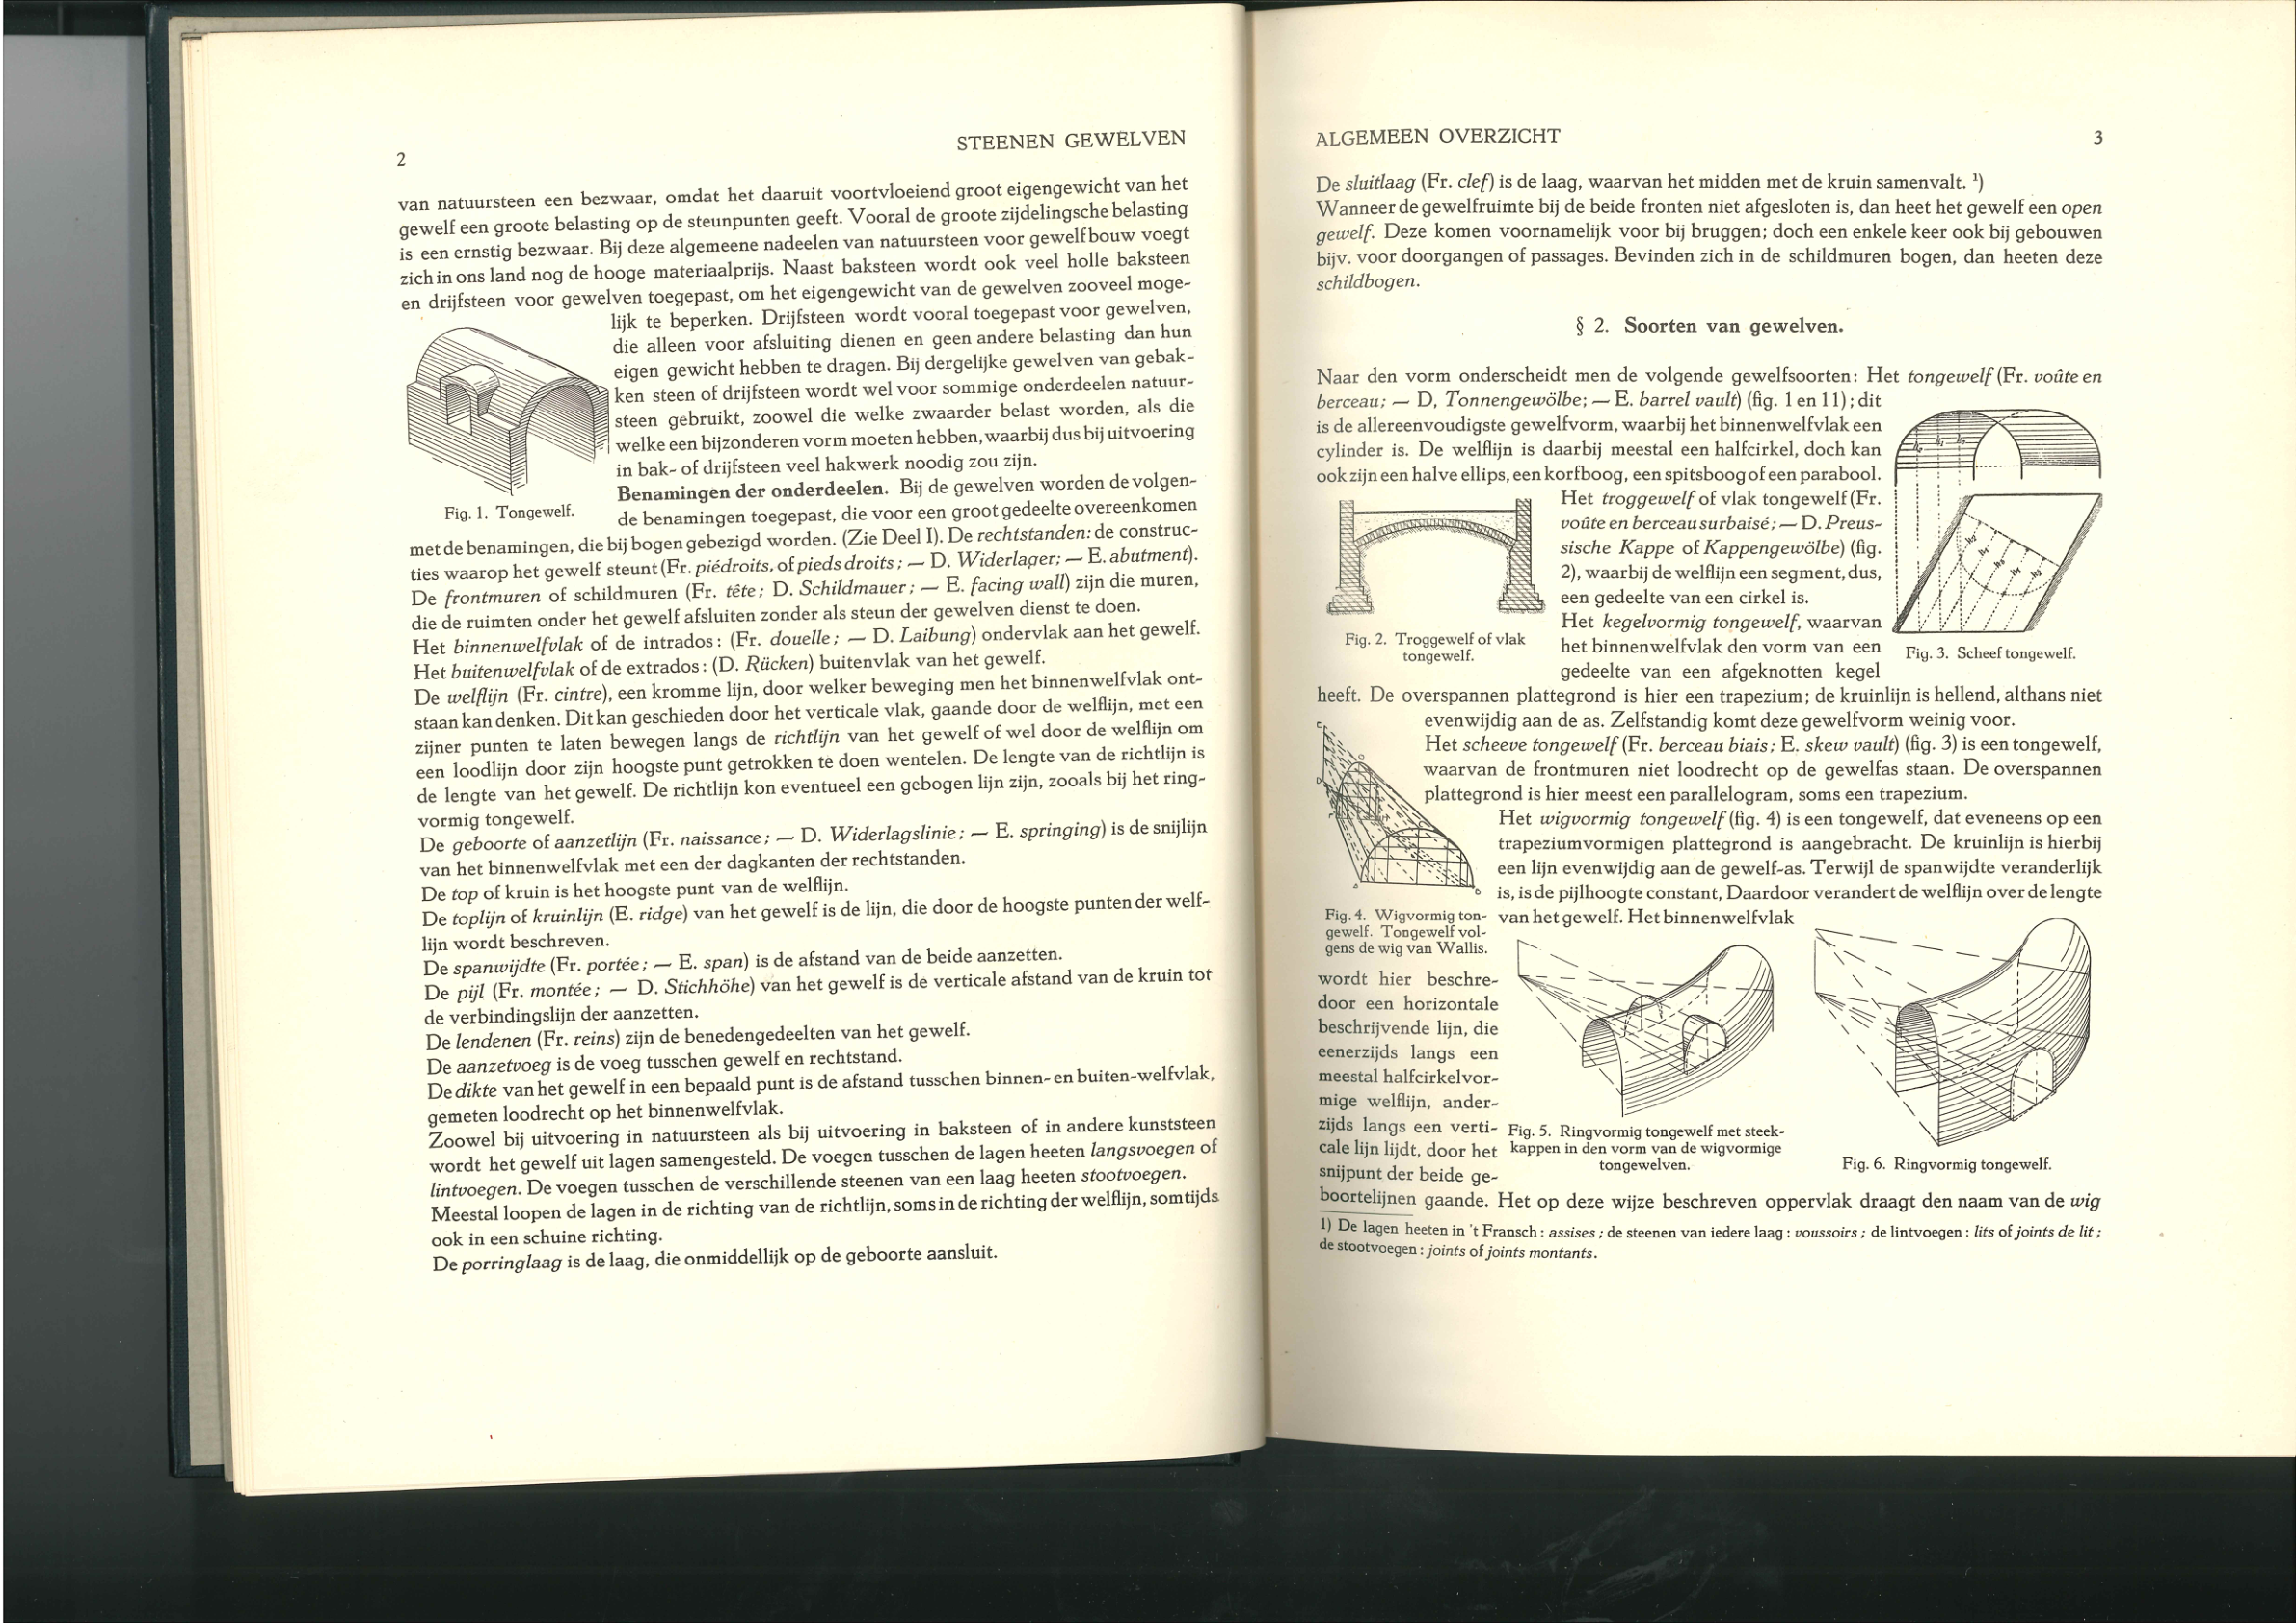 2
STEENEN GEWELVEN
van natuursteen een bezwaar, omdat het daaruit voortvloeiend groot eigengewicht van het
gewelf een groote belasting op de steunpunten geeft. Vooral de groote zijdelingsche belasting
is een ernstig bezwaar. Bij deze algemeene nadeelen van natuursteen voor gewelfbouw voegt
zich in ons land nog de hooge materiaalprijs. Naast baksteen wordt ook veel holle baksteen
en drijfsteen voor gewelven toegepast, om het eigengewicht van de gewelven zooveel moge-
lijk te beperken. Drijfsteen wordt vooral toegepast voor gewelven,
die alleen voor afsluiting dienen en geen andere belasting dan hun
eigen gewicht hebben te dragen. Bij dergelijke gewelven van gebak-
ken steen of drijfsteen wordt wel voor sommige onderdeelen natuur-
steen gebruikt, zoowel die welke zwaarder belast worden, als die
welke een bijzonderen vorm moeten hebben, waarbij dus bij uitvoering
in bak- of drijfsteen veel hakwerk noodig zou zijn.
Fig. 1. Tongewelf.
Benamingen der onderdeelen. Bij de gewelven worden de volgen-
de benamingen toegepast, die voor een groot gedeelte overeenkomen
met de benamingen, die bij bogen gebezigd worden. (Zie Deel I). De rechtstanden: de construc-
ties waarop het gewelf steunt (Fr. piédroits, of pieds droits; — D. Widerlager; — E. abutment).
De frontmuren of schildmuren (Fr. tête; D. Schildmauer; — E. facing wall) zijn die muren,
die de ruimten onder het gewelf afsluiten zonder als steun der gewelven dienst te doen.
Het binnenwelfvlak of de intrados: (Fr. douelle; — D. Laibung) ondervlak aan het gewelf.
Het buitenwelfvlak of de extrados: (D. Rücken) buitenvlak van het gewelf.
De welflijn (Fr. cintre), een kromme lijn, door welker beweging men het binnenwelfvlak ont-
staan kan denken. Dit kan geschieden door het verticale vlak, gaande door de welflijn, met een
zijner punten te laten bewegen langs de richtlijn van het gewelf of wel door de welflijn om
een loodlijn door zijn hoogste punt getrokken te doen wentelen. De lengte van de richtlijn is
de lengte van het gewelf. De richtlijn kon eventueel een gebogen lijn zijn, zooals bij het ring-
vormig tongewelf.
De geboorte of aanzetlijn (Fr. naissance; — D. Widerlagslinie; — E. springing) is de snijlijn
van het binnenwelfvlak met een der dagkanten der rechtstanden.
De top of kruin is het hoogste punt van de welflijn.
De toplijn of kruinlijn (E. ridge) van het gewelf is de lijn, die door de hoogste punten der welf-
lijn wordt beschreven.
De spanwijdte (Fr. portée; — E. span) is de afstand van de beide aanzetten.
De pijl (Fr. montée; — D. Stichhöhe) van het gewelf is de verticale afstand van de kruin tot
de verbindingslijn der aanzetten.
De lendenen (Fr. reins) zijn de benedengedeelten van het gewelf.
De aanzetvoeg is de voeg tusschen gewelf en rechtstand.
De dikte van het gewelf in een bepaald punt is de afstand tusschen binnen- en buiten-welfvlak,
gemeten loodrecht op het binnenwelfvlak.
Zoowel bij uitvoering in natuursteen als bij uitvoering in baksteen of in andere kunststeen
wordt het gewelf uit lagen samengesteld. De voegen tusschen de lagen heeten langsvoegen of
lintvoegen. De voegen tusschen de verschillende steenen van een laag heeten stootvoegen.
Meestal loopen de lagen in de richting van de richtlijn, soms in de richting der welflijn, somtijds
ook in een schuine richting.
De porringlaag is de laag, die onmiddellijk op de geboorte aansluit.
ALGEMEEN OVERZICHT
3
De sluitlaag (Fr. clef) is de laag, waarvan het midden met de kruin samenvalt. ¹)
Wanneer de gewelfruimte bij de beide fronten niet afgesloten is, dan heet het gewelf een open
gewelf. Deze komen voornamelijk voor bij bruggen; doch een enkele keer ook bij gebouwen
bijv. voor doorgangen of passages. Bevinden zich in de schildmuren bogen, dan heeten deze
schildbogen.
§ 2. Soorten van gewelven.
Naar den vorm onderscheidt men de volgende gewelfsoorten: Het tongewelf (Fr. voûte en
berceau; — D, Tonnengewölbe; — E. barrel vault) (fig. 1 en 11); dit
is de allereenvoudigste gewelfvorm, waarbij het binnenwelfvlak een
cylinder is. De welflijn is daarbij meestal een halfcirkel, doch kan
ook zijn een halve ellips, een korfboog, een spitsboog of een parabool.
Het troggewelf of vlak tongewelf (Fr.
voûte en berceau surbaisé; — D. Preus-
sische Kappe of Kappengewölbe) (fig.
2), waarbij de welflijn een segment, dus,
een gedeelte van een cirkel is.
Fig. 2. Troggewelf of vlak
tongewelf.
Het kegelvormig tongewelf, waarvan
het binnenwelfvlak den vorm van een
gedeelte van een afgeknotten kegel
Fig. 3. Scheef tongewelf.
heeft. De overspannen plattegrond is hier een trapezium; de kruinlijn is hellend, althans niet
evenwijdig aan de as. Zelfstandig komt deze gewelfvorm weinig voor.
Het scheeve tongewelf (Fr. berceau biais; E. skew vault) (fig. 3) is een tongewelf,
waarvan de frontmuren niet loodrecht op de gewelfas staan. De overspannen
plattegrond is hier meest een parallelogram, soms een trapezium.
Het wigvormig tongewelf (fig. 4) is een tongewelf, dat eveneens op een
trapeziumvormigen plattegrond is aangebracht. De kruinlijn is hierbij
een lijn evenwijdig aan de gewelf-as. Terwijl de spanwijdte veranderlijk
is, is de pijlhoogte constant, Daardoor verandert de welflijn over de lengte
van het gewelf. Het binnenwelfvlak
Fig. 4. Wigvormig ton-
gewelf. Tongewelf vol-
gens de wig van Wallis.
wordt hier beschre-
door een horizontale
beschrijvende lijn, die
eenerzijds langs een
meestal halfcirkelvor-
mige welflijn, ander-
zijds langs een verti-
cale lijn lijdt, door het
snijpunt der beide ge-
Fig. 5. Ringvormig tongewelf met steek-
kappen in den vorm van de wigvormige
tongewelven.
Fig. 6. Ringvormig tongewelf.
boortelijnen gaande. Het op deze wijze beschreven oppervlak draagt den naam van de wig
1) De lagen heeten in 't Fransch: assises; de steenen van iedere laag: voussoirs; de lintvoegen: lits of joints de lit;
de stootvoegen: joints of joints montants.